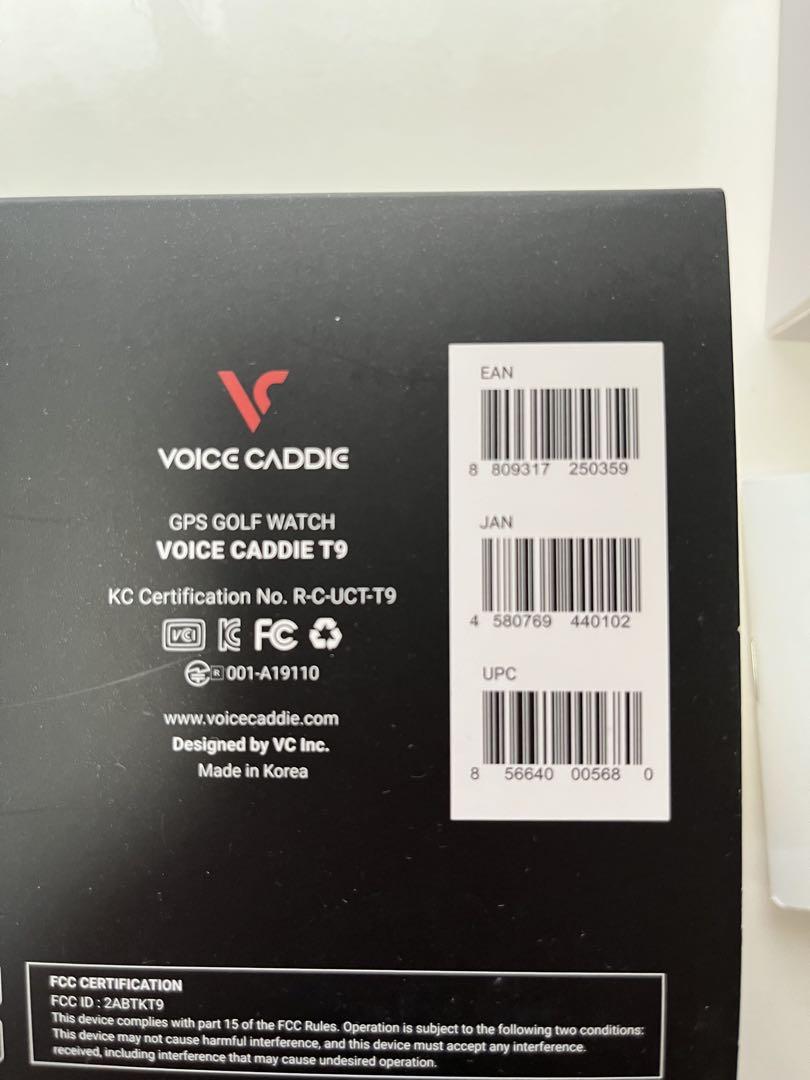 VOICE CADDIE
GPS GOLF WATCH
VOICE CADDIE T9
KC Certification No. R-C-UCT-T9
VCI
FC
R 001-A19110
www.voicecaddie.com
Designed by VC Inc.
Made in Korea
EAN
8 809317 250359
JAN
4 580769 440102
UPC
8 56640 00568 0
FCC CERTIFICATION
FCC ID : 2ABTKT9
This device complies with part 15 of the FCC Rules. Operation is subject to the following two conditions:
This device may not cause harmful interference, and this device must accept any interference.
received, including interference that may cause undesired operation.